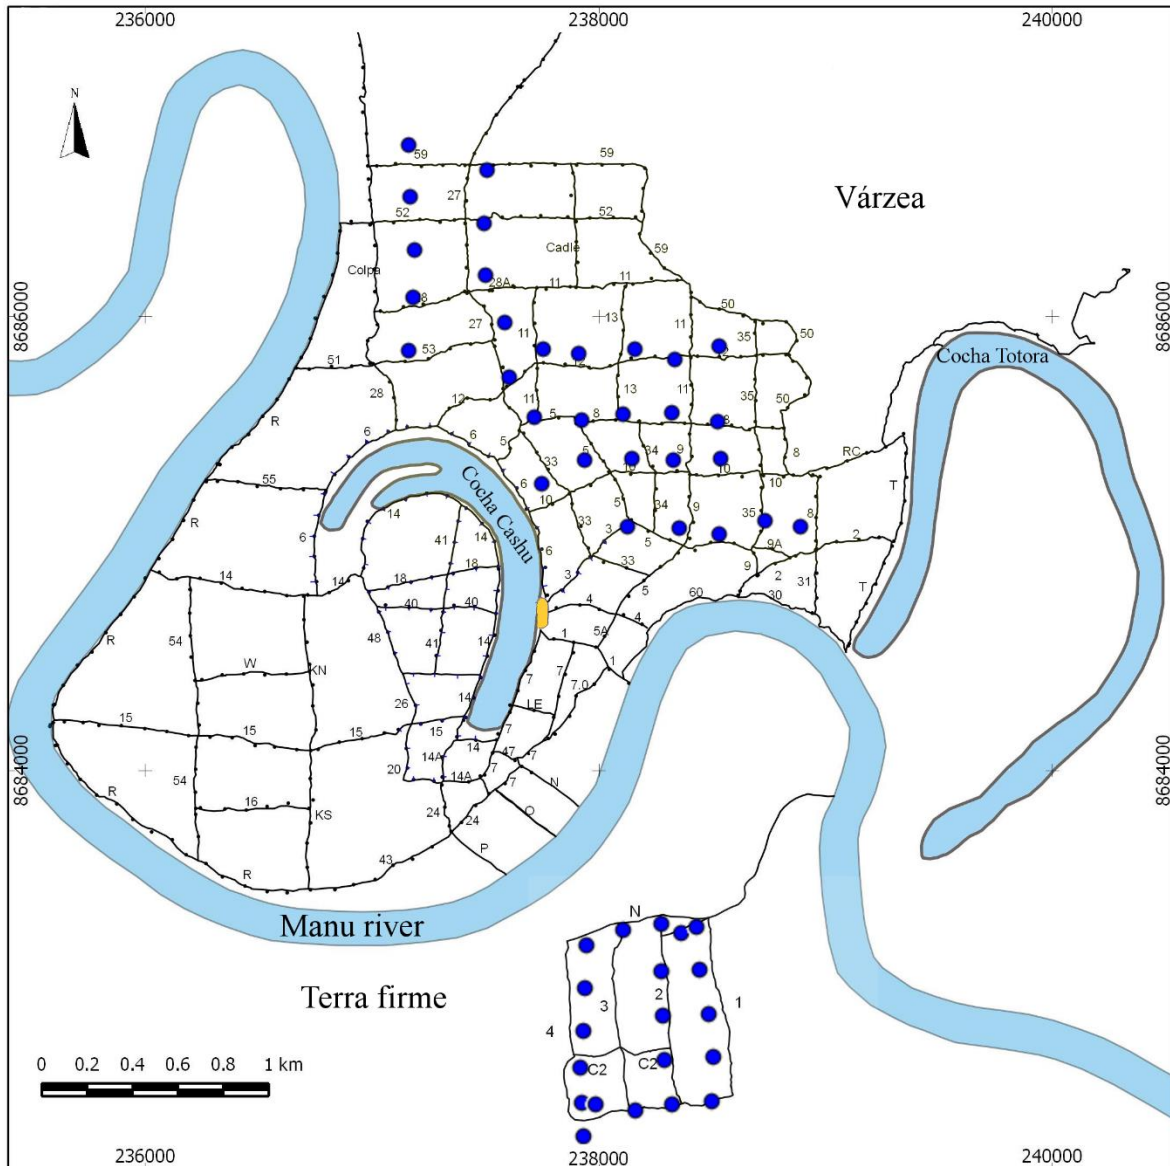 236000 238000 240000
N
59 59
27
52 52
Várzea
Cadle
59
Colpa
28A 11
8
50
8686000 8686000
27 11 13 11 35 50
53
Cocha Totora
51
28 13 11 35 50
12 11
R 5 8 8
6 6 5
33 5 34 9 8 RC
10 10
55 6 10 T
Cocha Cashu
R 14 5 34 9 35 8
6 33 3
41 14 5 9A 2
6 33
14 14 18 18 3 9 2 31
5 60 30 T
40 40 4 4
R 54 48 41 14 1 5A
W KN 7 7 1
26 14 7.0
LE
15 15 15 15 7
14 47 7
8684000 8684000
54 20 14A 14A 7 7 N
R 16 KS 24 24 O
P
43
R
N
Manu river
Terra firme
4 3 2 1
C2 C2
0 0.2 0.4 0.6 0.8 1 km
236000 238000 240000